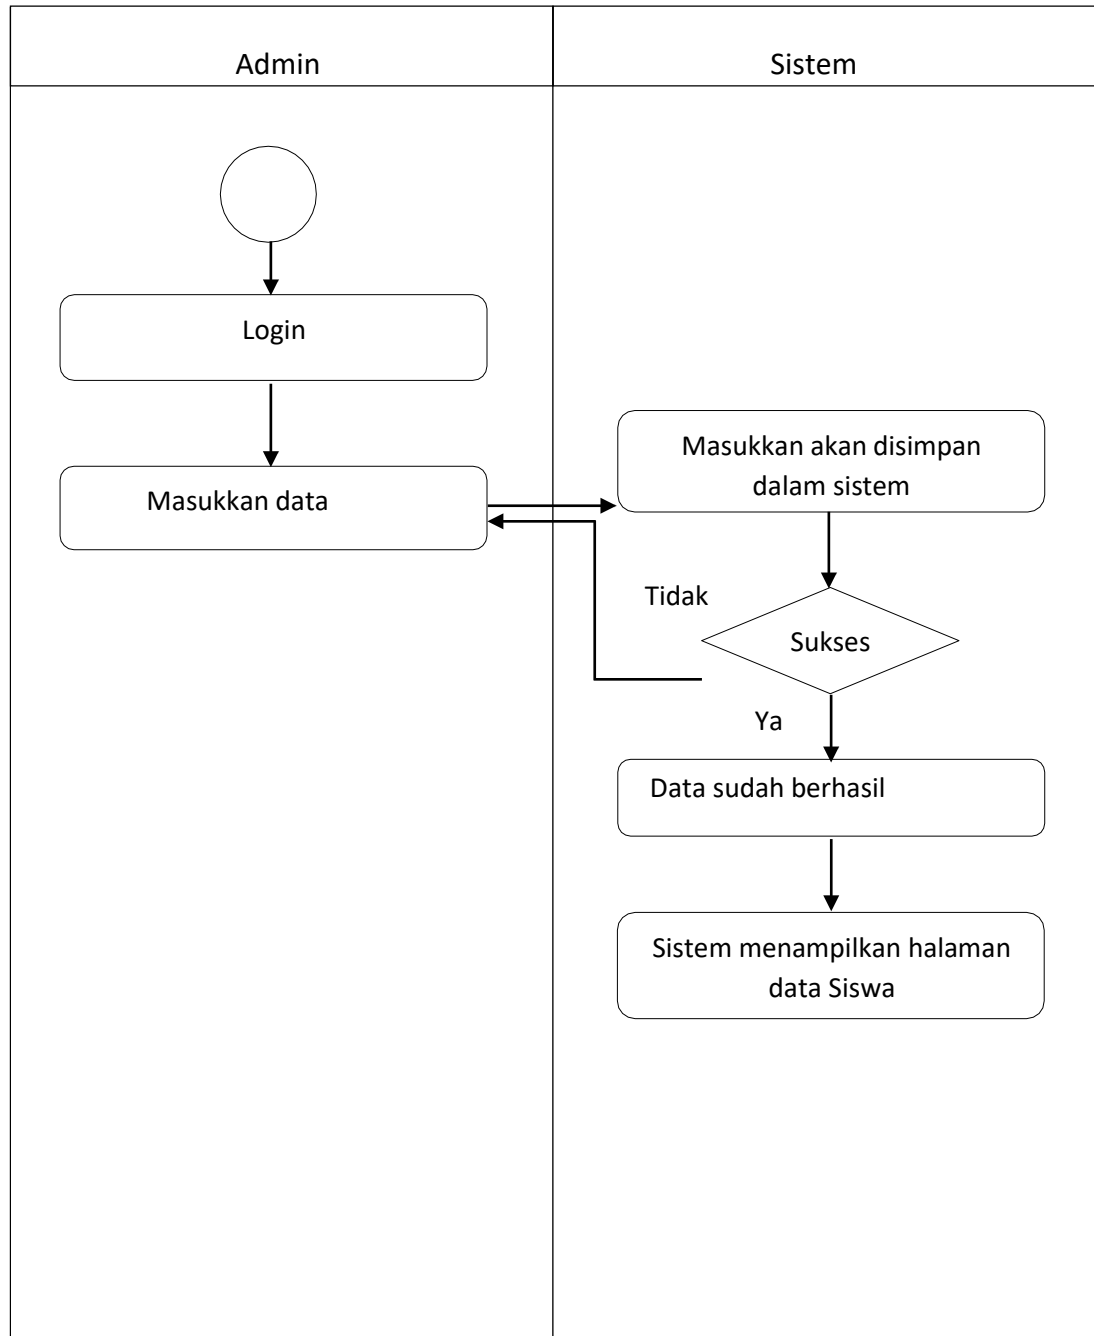 Admin
Sistem
Login
Masukkan data
Masukkan akan disimpan
dalam sistem
Tidak
Sukses
Ya
Data sudah berhasil
Sistem menampilkan halaman
data Siswa